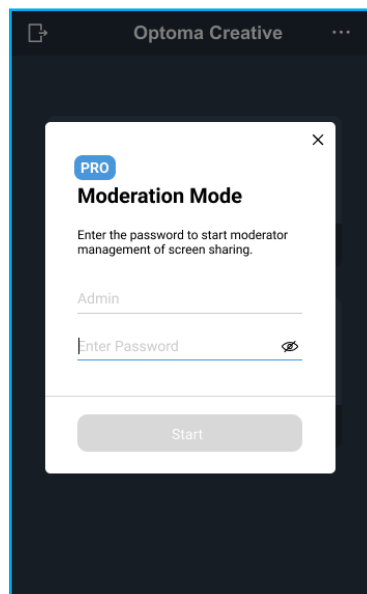 Optoma Creative
PRO
Moderation Mode
Enter the password to start moderator
management of screen sharing.
Admin
Enter Password
Start